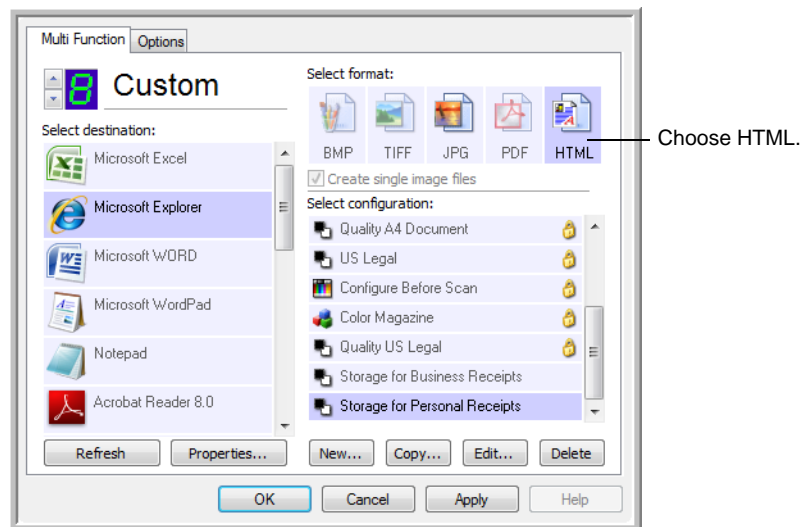 Multi Function
Options
8
Custom
Select destination:
Microsoft Excel
Microsoft Explorer
Microsoft WORD
Microsoft WordPad
Notepad
Acrobat Reader 8.0
Refresh
Properties...
Select format:
BMP
TIFF
JPG
PDF
HTML
Choose HTML.
Create single image files
Select configuration:
Quality A4 Document
US Legal
Configure Before Scan
Color Magazine
Quality US Legal
Storage for Business Receipts
Storage for Personal Receipts
New...
Copy...
Edit...
Delete
OK
Cancel
Apply
Help